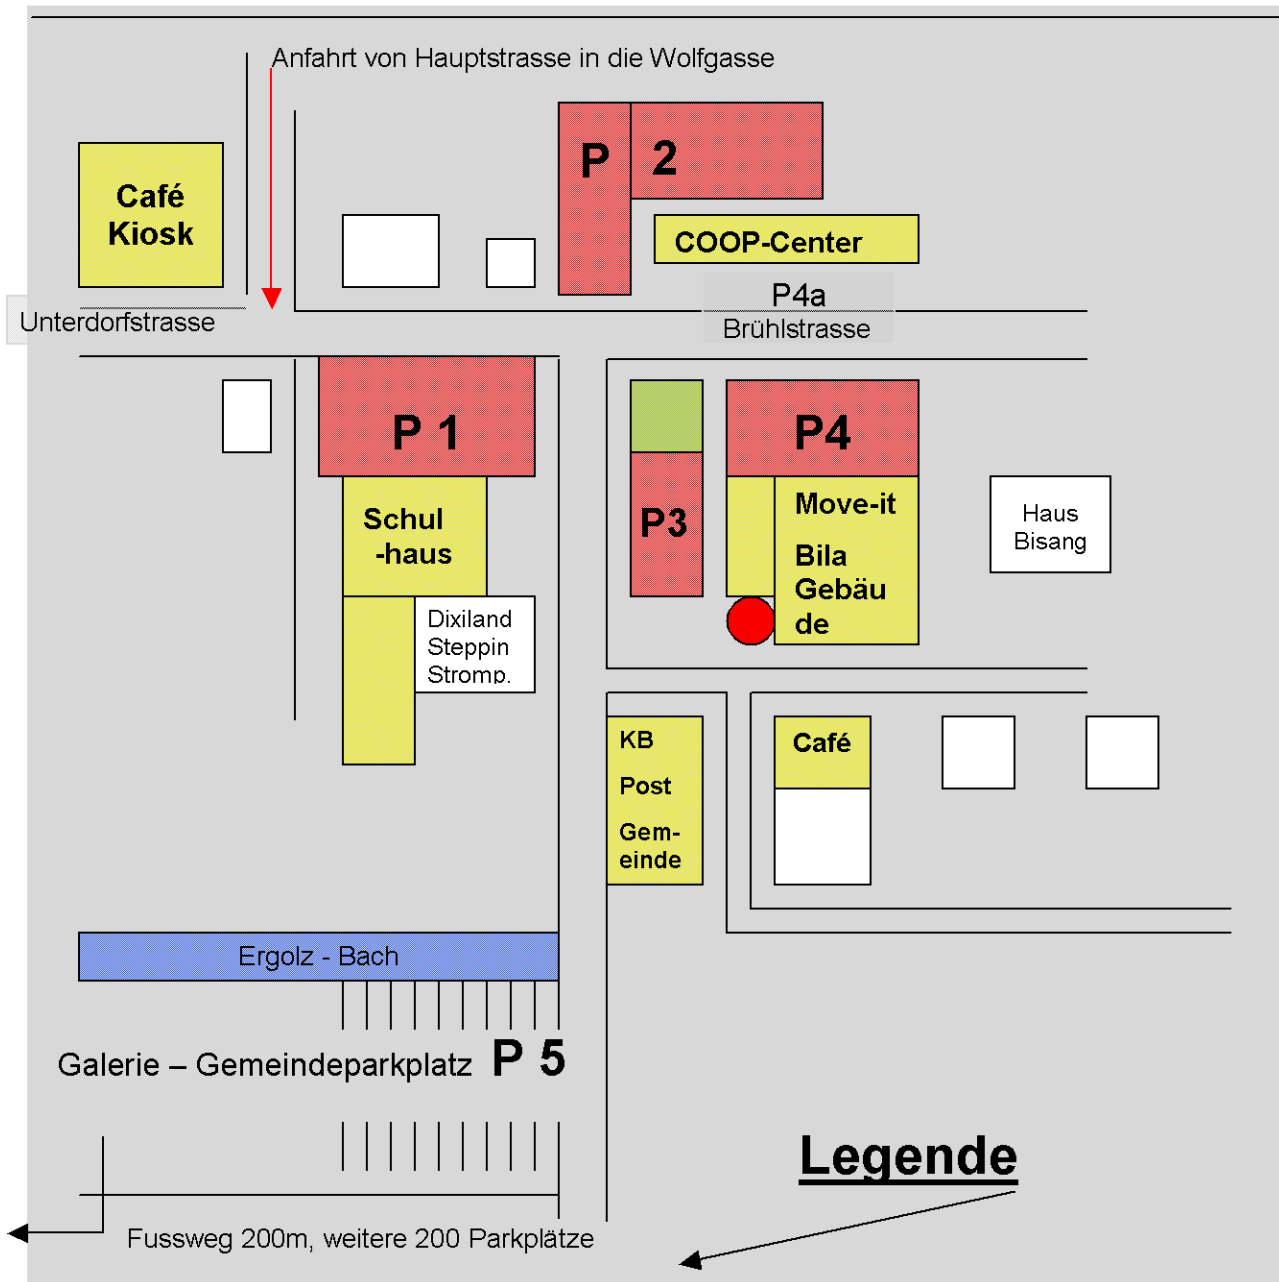 Anfahrt von Hauptstrasse in die Wolfgasse
P 2
Café
Kiosk
COOP-Center
P4a
Unterdorfstrasse
Brühlstrasse
P 1
P4
Schul
-haus
P3
Move-it
Bila
Gebäu
de
Haus
Bisang
Dixiland
Steppin
Stromp.
KB
Post
Gem-
einde
Café
Ergolz - Bach
Galerie – Gemeindeparkplatz P 5
Legende
Fussweg 200m, weitere 200 Parkplätze